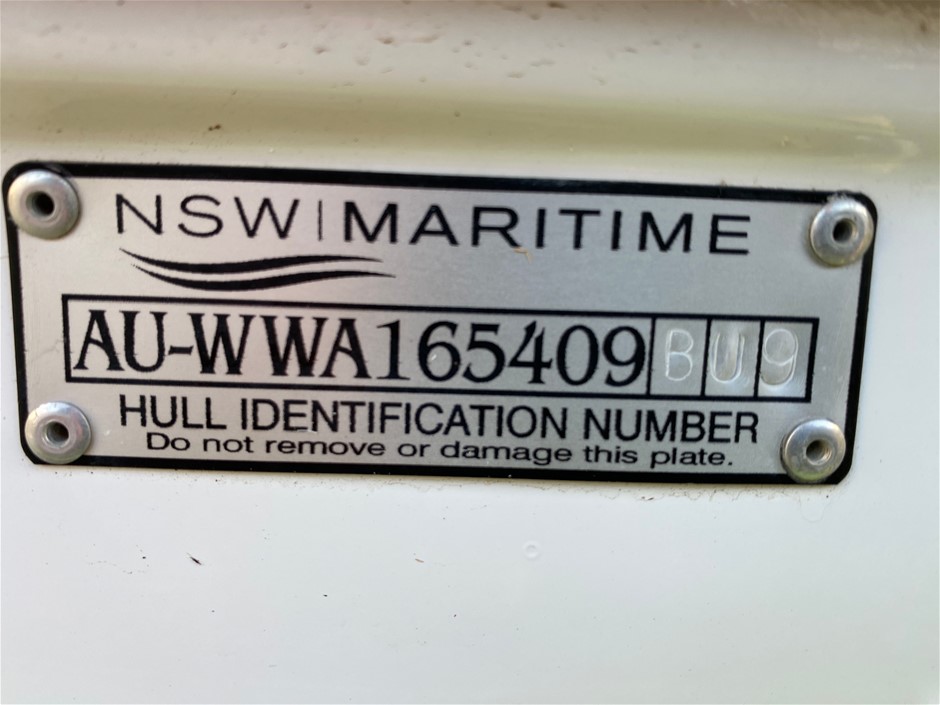 NSW | MARITIME
AU-WWA165409BU9
HULL IDENTIFICATION NUMBER
Do not remove or damage this plate.